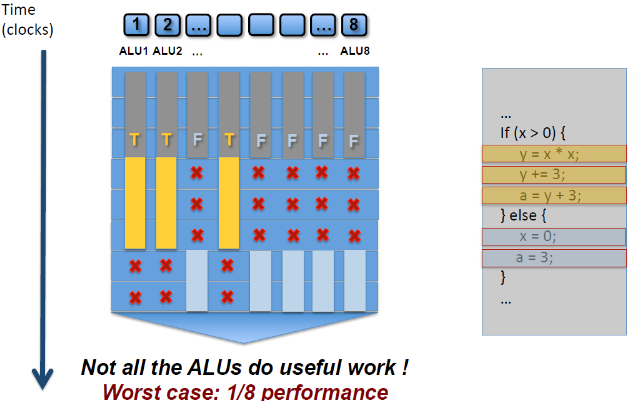 Time
(clocks)
1 2 ... ... 8
ALU1 ALU2 ... ... ALU8
T T F T F F F F
...
If (x > 0) {
y = x * x;
y += 3;
a = y + 3;
} else {
x = 0;
a = 3;
}
...
Not all the ALUs do useful work !
Worst case: 1/8 performance